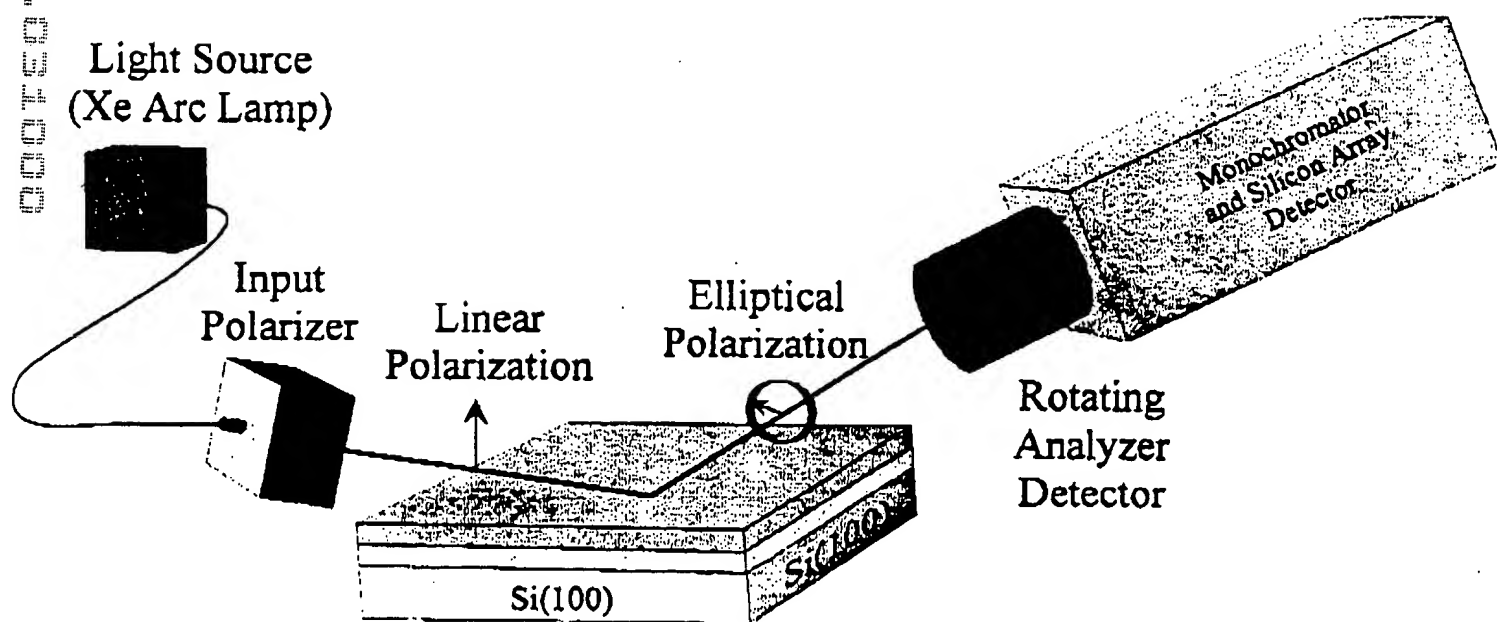 .031000
Light Source
(Xe Arc Lamp)
Input
Polarizer
Linear
Polarization
Elliptical
Polarization
Monochromator
and Silicon Array
Detector
Rotating
Analyzer
Detector
Si(100)
Si(100)